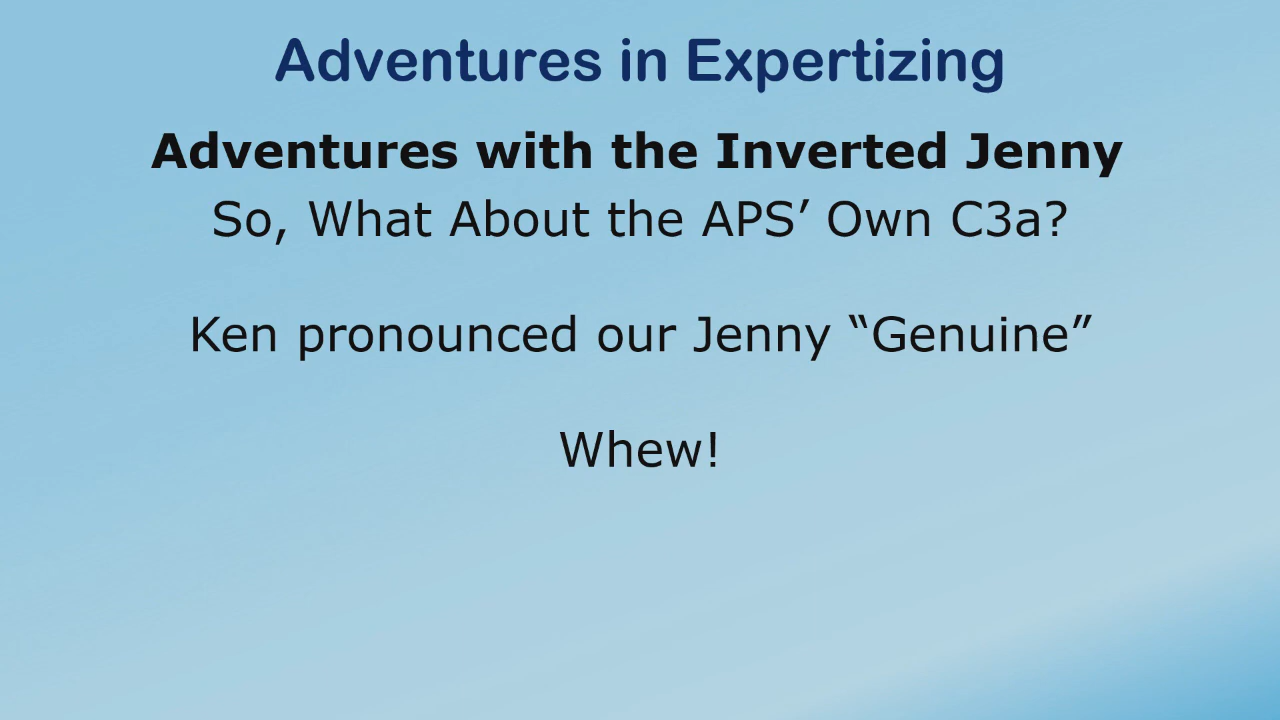 Adventures in Expertizing
Adventures with the Inverted Jenny
So, What About the APS’ Own C3a?
Ken pronounced our Jenny “Genuine”
Whew!